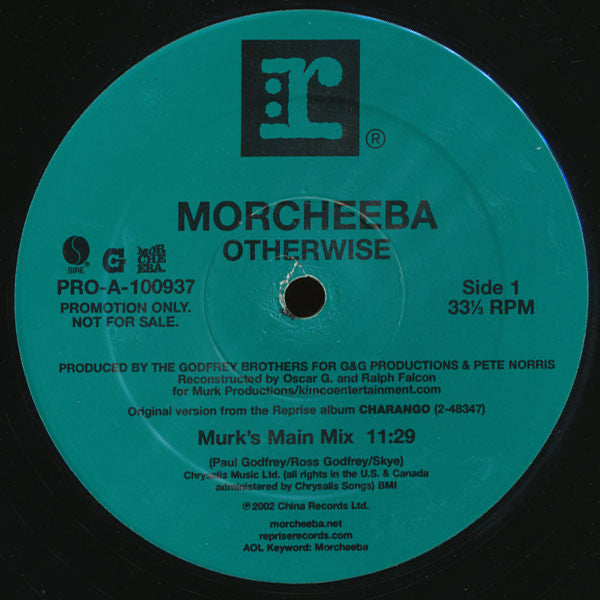 r
®
MORCHEEBA
OTHERWISE
SIRE ® G MOR CHE EBA.
PRO-A-100937
PROMOTION ONLY.
NOT FOR SALE.
Side 1
33⅓ RPM
PRODUCED BY THE GODFREY BROTHERS FOR G&G PRODUCTIONS & PETE NORRIS
Reconstructed by Oscar G. and Ralph Falcon
for Murk Productions/kimcoentertainment.com
Original version from the Reprise album CHARANGO (2-48347)
Murk's Main Mix 11:29
(Paul Godfrey/Ross Godfrey/Skye)
Chrysalis Music Ltd. (all rights in the U.S. & Canada
administered by Chrysalis Songs) BMI
℗ 2002 China Records Ltd.
morcheeba.net
repriserecords.com
AOL Keyword: Morcheeba